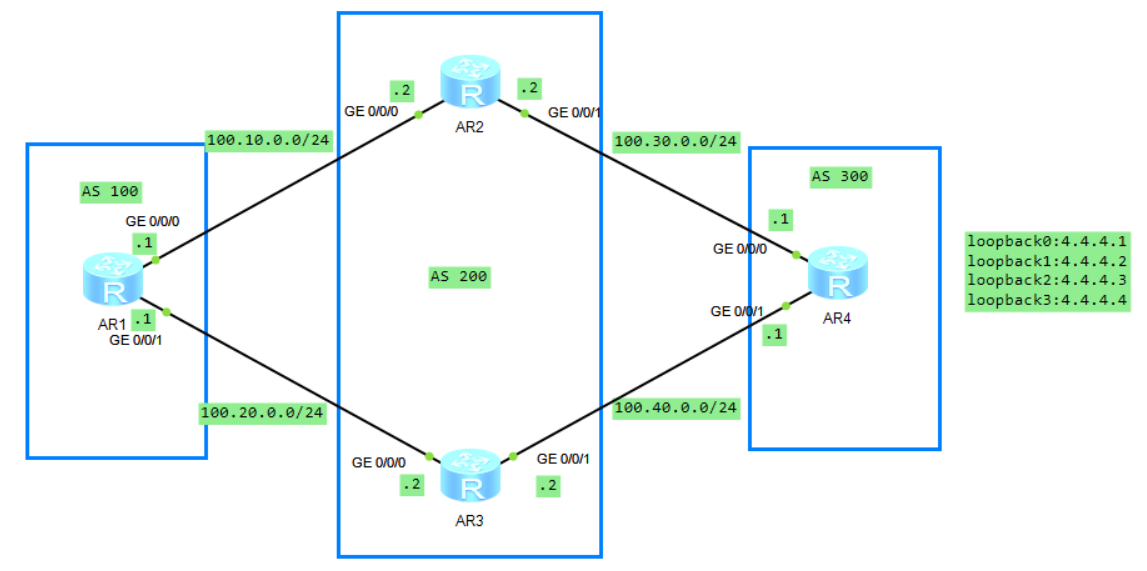 .2
.2
GE 0/0/0
GE 0/0/1
R
AR2
100.10.0.0/24
100.30.0.0/24
AS 100
AS 300
GE 0/0/0
.1
.1
GE 0/0/0
R
AR1
.1
GE 0/0/1
AS 200
R
AR4
GE 0/0/1
.1
loopback0:4.4.4.1
loopback1:4.4.4.2
loopback2:4.4.4.3
loopback3:4.4.4.4
100.20.0.0/24
100.40.0.0/24
GE 0/0/0
GE 0/0/1
.2
.2
R
AR3